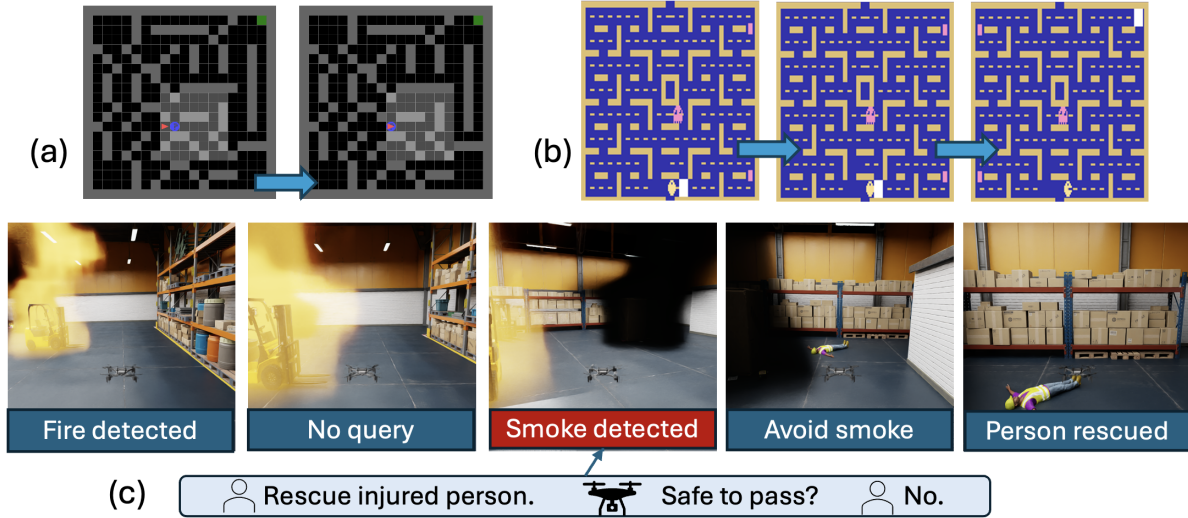 (a)
(b)
Fire detected
No query
Smoke detected
Avoid smoke
Person rescued
(c)
Rescue injured person.
Safe to pass?
No.